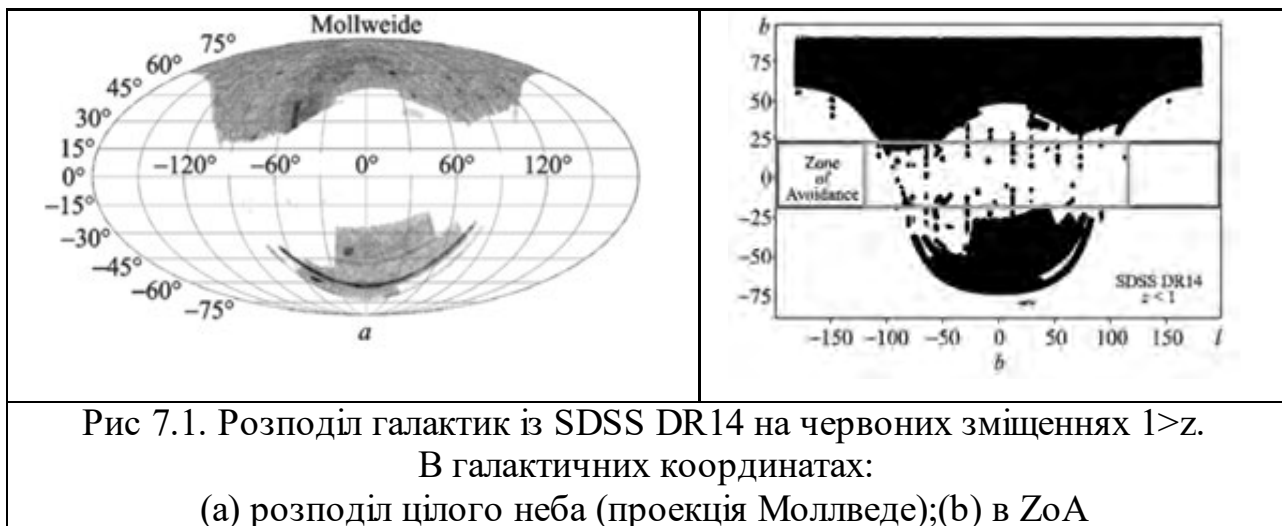 Mollweide
75°
60°
45°
30°
15°
0°
−15°
−30°
−45°
−60°
−75°
−120° −60° 0° 60° 120°
a
b
75
50
25
0
−25
−50
−75
Zone
of
Avoidance
SDSS DR14
z < 1
−150 −100 −50 0 50 100 150 l
b
Рис 7.1. Розподіл галактик із SDSS DR14 на червоних зміщеннях 1>z.
В галактичних координатах:
(a) розподіл цілого неба (проекція Моллведе);(b) в ZoA